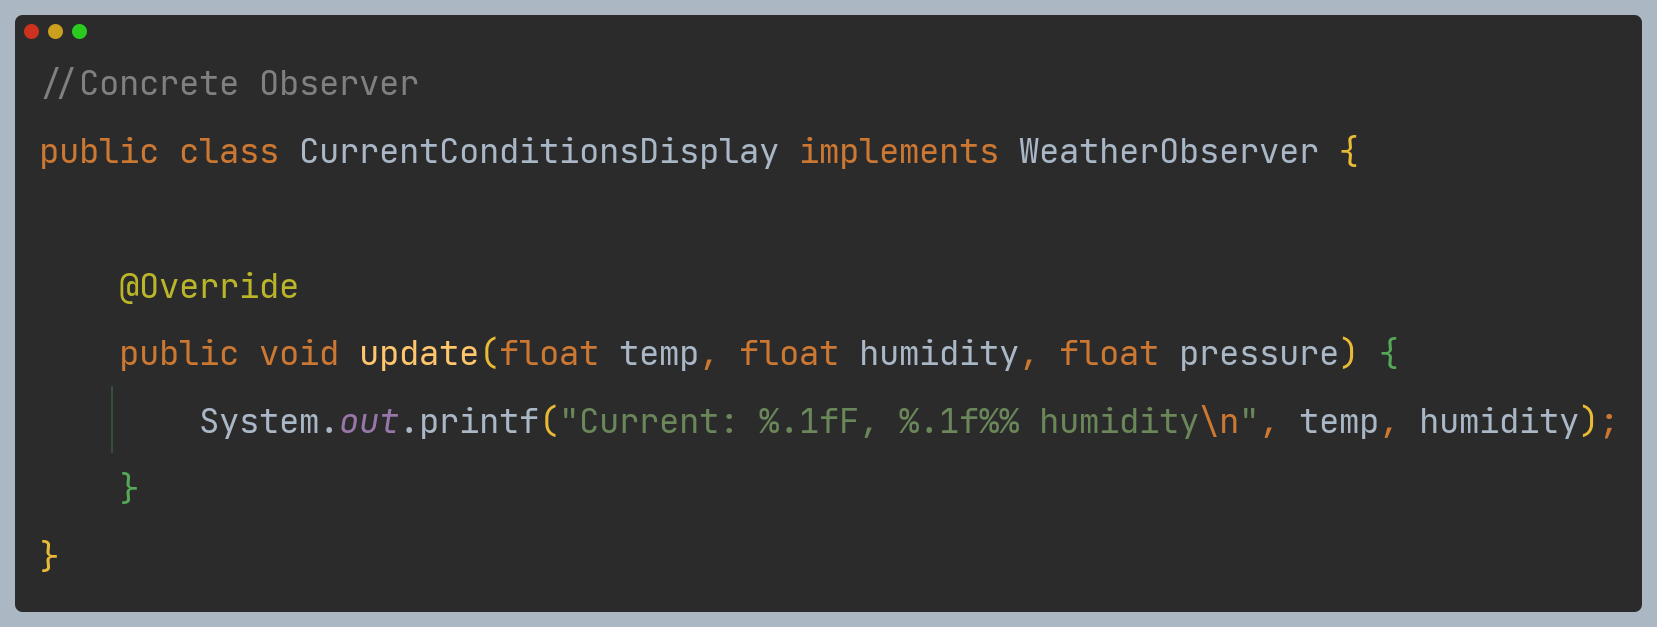 //Concrete Observer
public class CurrentConditionsDisplay implements WeatherObserver {
@Override
public void update(float temp, float humidity, float pressure) {
System.out.printf("Current: %.1fF, %.1f%% humidity\n", temp, humidity);
}
}